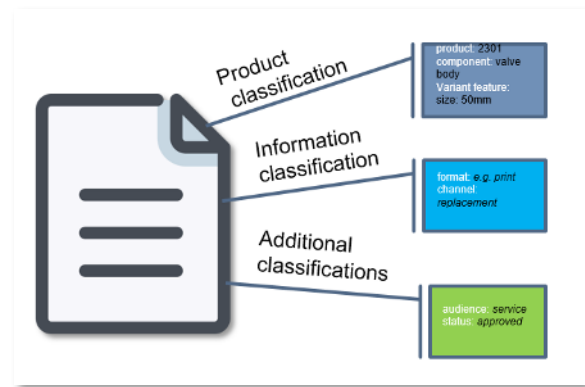 Product
classification
product: 2301
component: valve
body
Variant feature:
size: 50mm
Information
classification
format: e.g. print
channel:
replacement
Additional
classifications
audience: service
status: approved